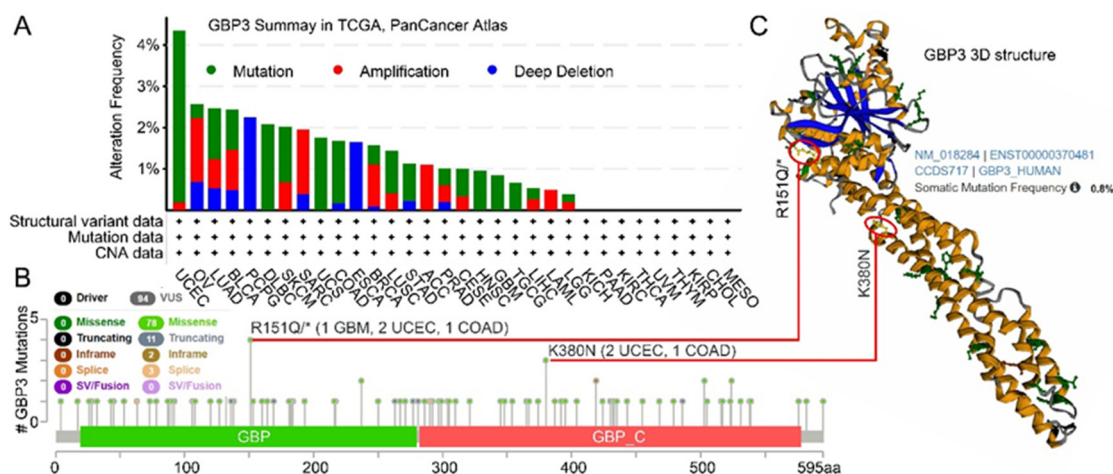 A
GBP3 Summay in TCGA, PanCancer Atlas
Mutation Amplification Deep Deletion
Alteration Frequency
4%
3%
2%
1%
Structural variant data
Mutation data
CNA data
UCEC OV LUAD BLCA PCBG DLBC SKCM SARC UCS COAD ESCA BRCA LUSC STAD ACC PRAD HNSC GBM TGCG LIHC LAML LGG KICH PAAD KIRC THCA UVM THYM KIRP CHOL MESO
B
0 Driver 94 VUS
0 Missense 78 Missense
0 Truncating 11 Truncating
0 Inframe 2 Inframe
0 Splice 3 Splice
0 SV/Fusion 0 SV/Fusion
# GBP3 Mutations
5
0
R151Q/* (1 GBM, 2 UCEC, 1 COAD)
K380N (2 UCEC, 1 COAD)
GBP GBP_C
0 100 200 300 400 500 595aa
C
GBP3 3D structure
NM_018284 | ENST00000370481
CCDS717 | GBP3_HUMAN
Somatic Mutation Frequency 0.8%
R151Q/*
K380N